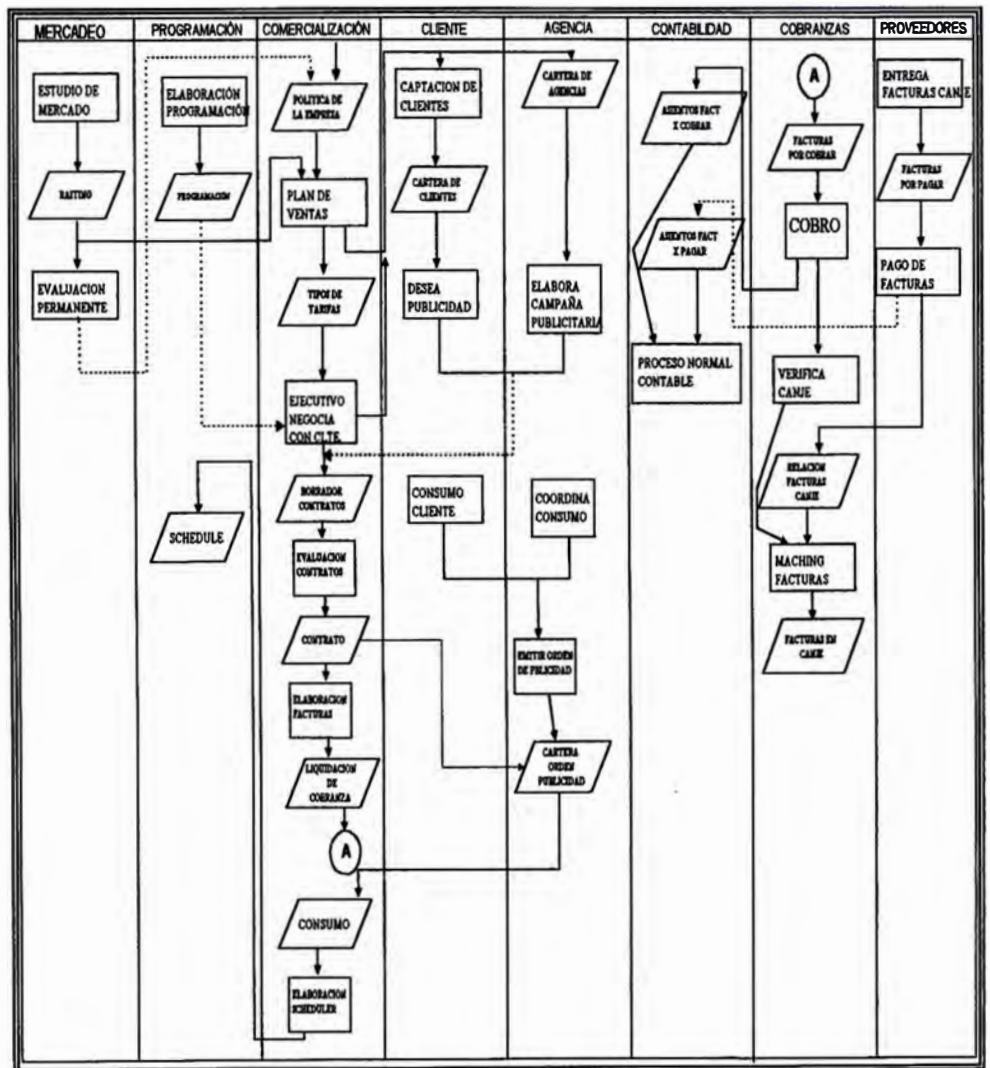 MERCADEO
PROGRAMACIÓN
COMERCIALIZACIÓN
CLIENTE
AGENCIA
CONTABILIDAD
COBRANZAS
PROVEEDORES
ESTUDIO DE
MERCADO
RAITING
EVALUACION
PERMANENTE
ELABORACIÓN
PROGRAMACIÓN
PROGRAMACION
SCHEDULE
POLITICA DE
LA EMPRESA
PLAN DE
VENTAS
TIPOS DE
TARIFAS
EJECUTIVO
NEGOCIA
CON CLTE.
BORRADOR
CONTRATOS
EVALUACION
CONTRATOS
CONTRATO
ELABORACION
FACTURAS
LIQUIDACION
DE
COBRANZA
A
CONSUMO
ELABORACION
SCHEDULER
CAPTACION DE
CLIENTES
CARTERA DE
CLIENTES
DESEA
PUBLICIDAD
CONSUMO
CLIENTE
CARTERA DE
AGENCIAS
ELABORA
CAMPAÑA
PUBLICITARIA
COORDINA
CONSUMO
EMITIR ORDEN
DE PBLICIDAD
CARTERA
ORDEN
PUBLICIDAD
ASIENTOS FACT
X COBRAR
ASIENTOS FACT
X PAGAR
PROCESO NORMAL
CONTABLE
A
FACTURAS
POR COBRAR
COBRO
VERIFICA
CANJE
RELACION
FACTURAS
CANJE
MACHING
FACTURAS
FACTURAS EN
CANJE
ENTREGA
FACTURAS CANJE
FACTURAS
POR PAGAR
PAGO DE
FACTURAS